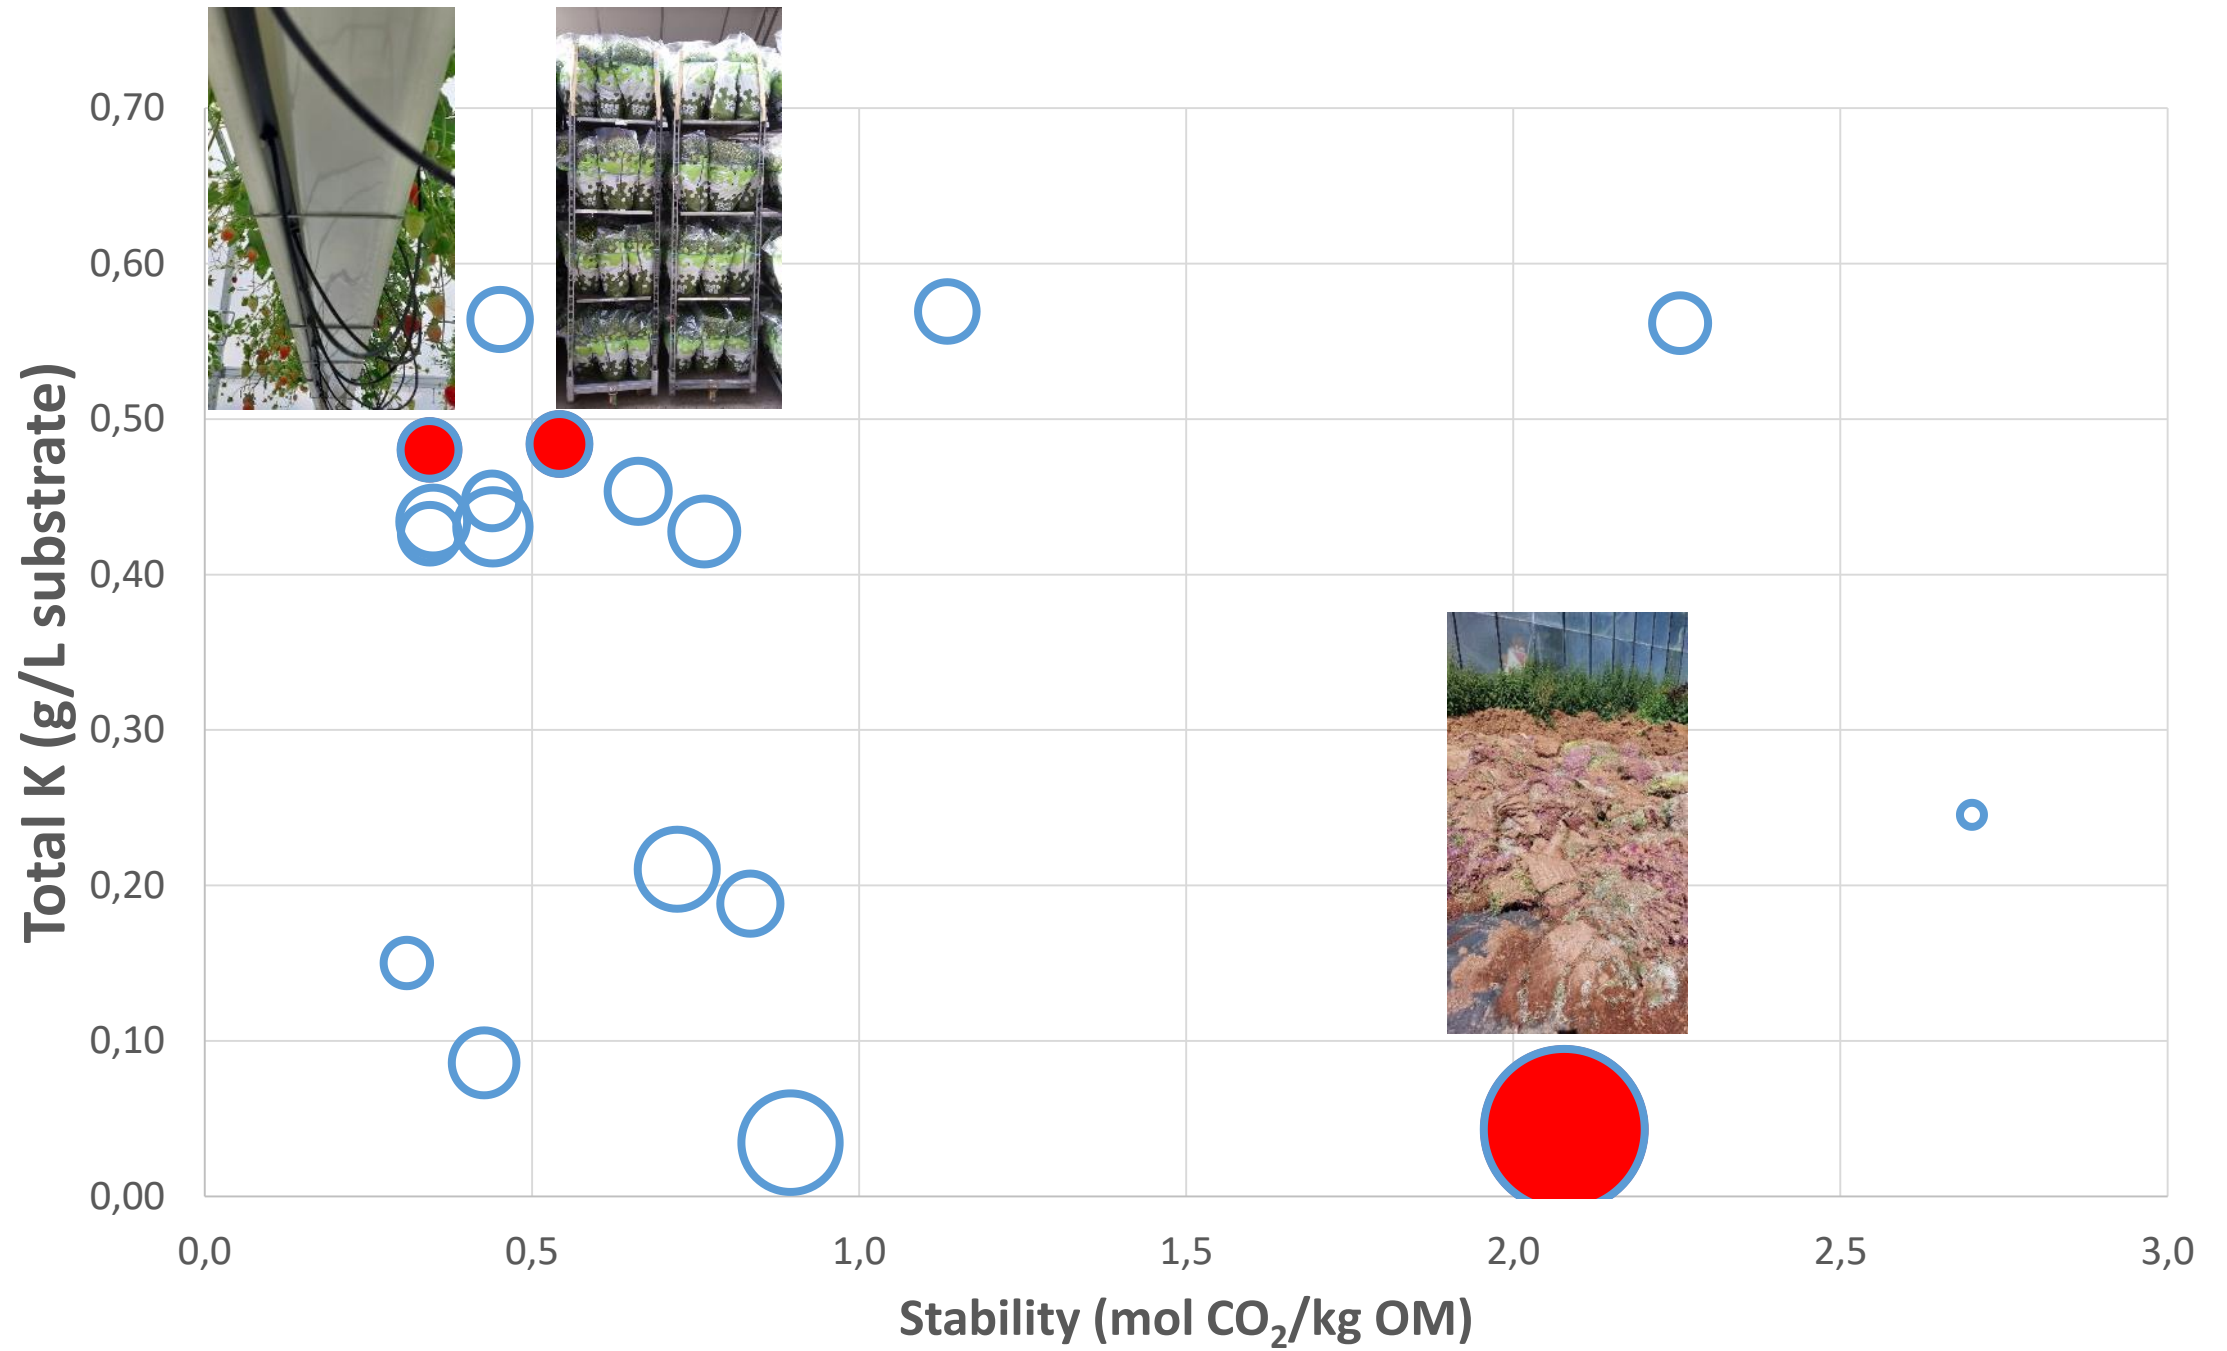 Total K (g/L substrate)
0,70
0,60
0,50
0,40
0,30
0,20
0,10
0,00
0,0 0,5 1,0 1,5 2,0 2,5 3,0
Stability (mol CO₂/kg OM)